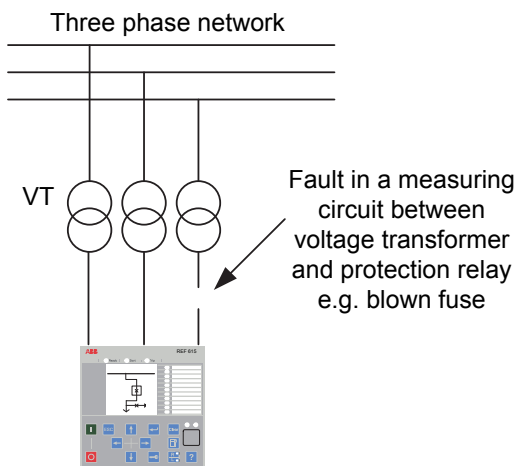 Three phase network
VT
Fault in a measuring
circuit between
voltage transformer
and protection relay
e.g. blown fuse
ABB
REF 615